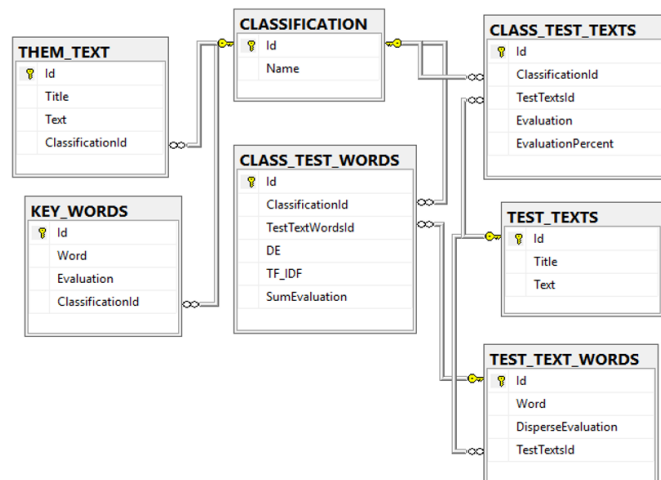 THEM_TEXT
Id
Title
Text
ClassificationId
KEY_WORDS
Id
Word
Evaluation
ClassificationId
CLASSIFICATION
Id
Name
CLASS_TEST_WORDS
Id
ClassificationId
TestTextWordsId
DE
TF_IDF
SumEvaluation
CLASS_TEST_TEXTS
Id
ClassificationId
TestTextsId
Evaluation
EvaluationPercent
TEST_TEXTS
Id
Title
Text
TEST_TEXT_WORDS
Id
Word
DisperseEvaluation
TestTextsId